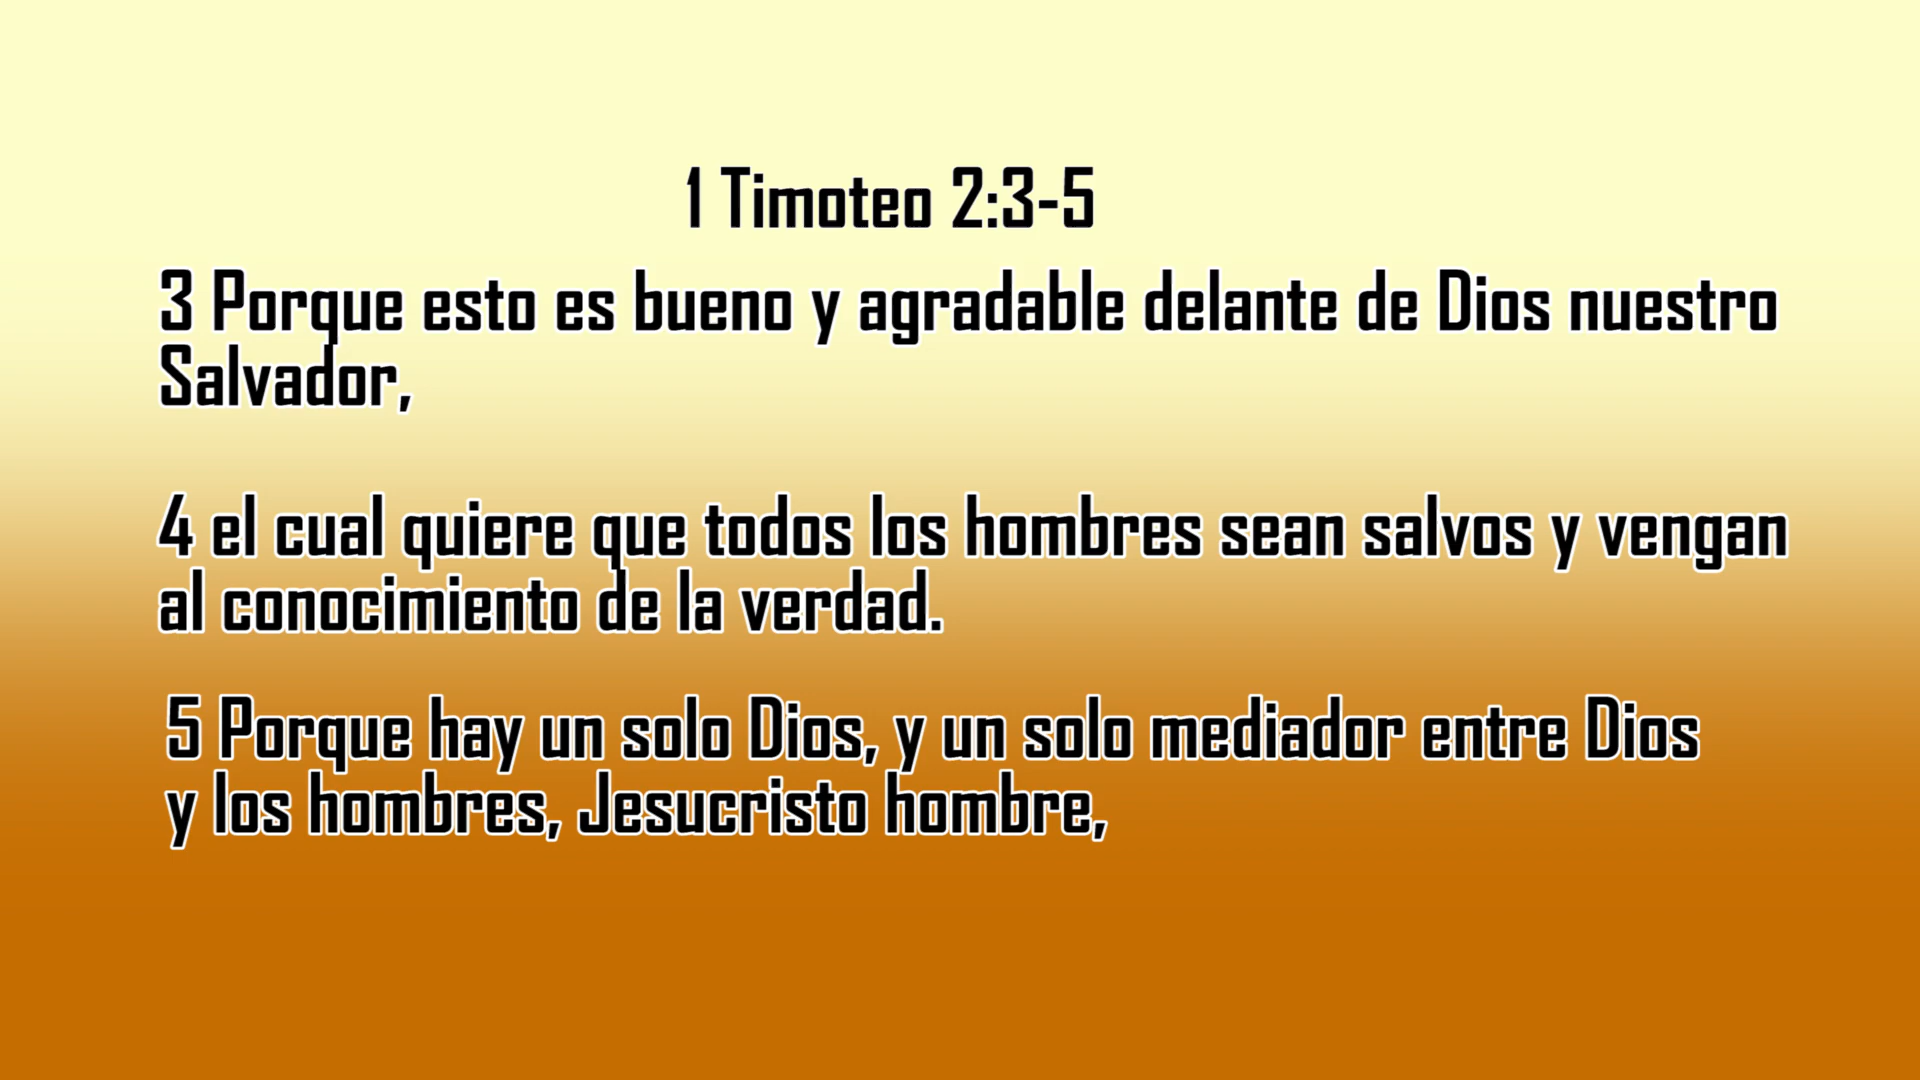 1 Timoteo 2:3-5
3 Porque esto es bueno y agradable delante de Dios nuestro
Salvador,
4 el cual quiere que todos los hombres sean salvos y vengan
al conocimiento de la verdad.
5 Porque hay un solo Dios, y un solo mediador entre Dios
y los hombres, Jesucristo hombre,